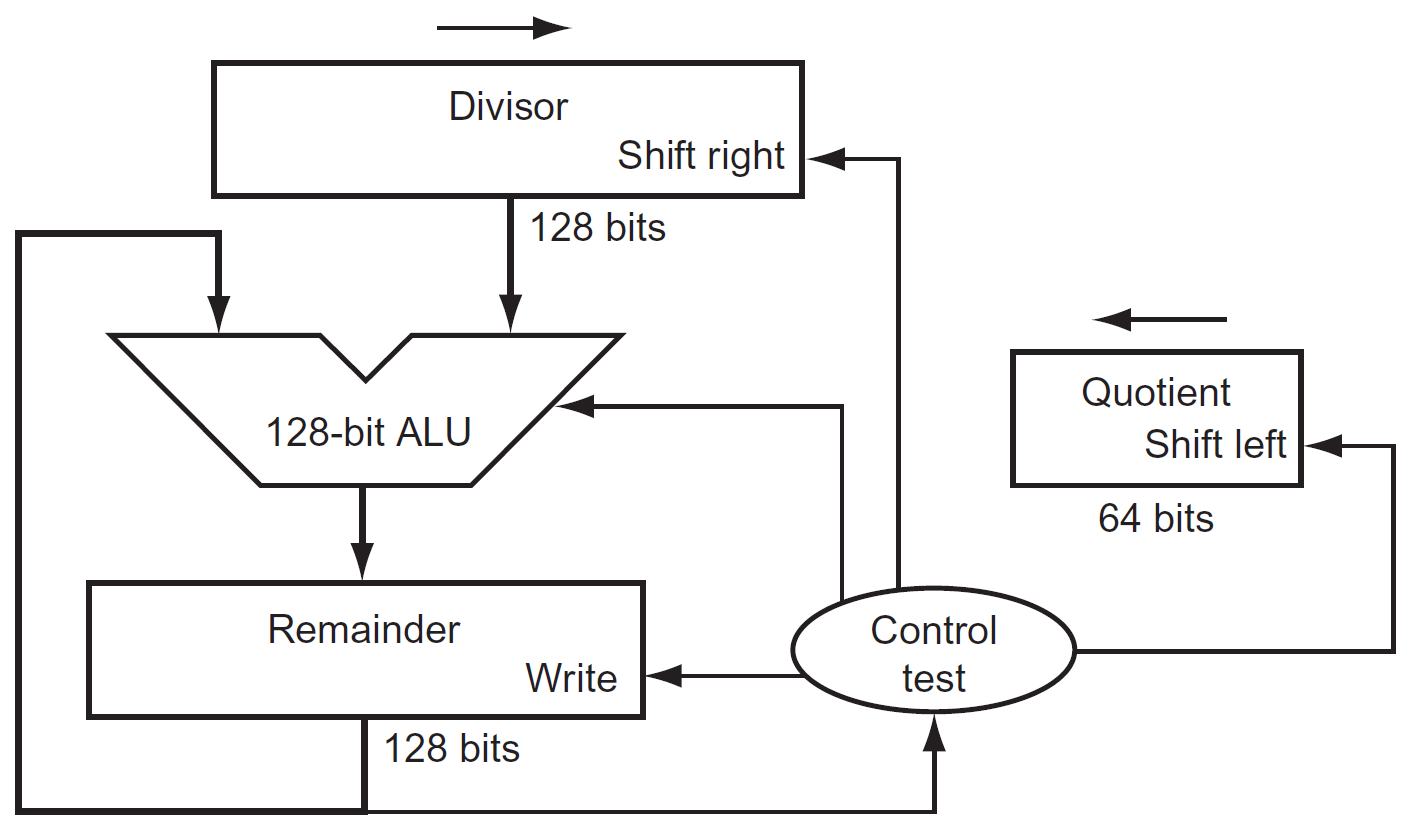 Divisor
Shift right
128 bits
128-bit ALU
Quotient
Shift left
64 bits
Remainder
Write
128 bits
Control
test